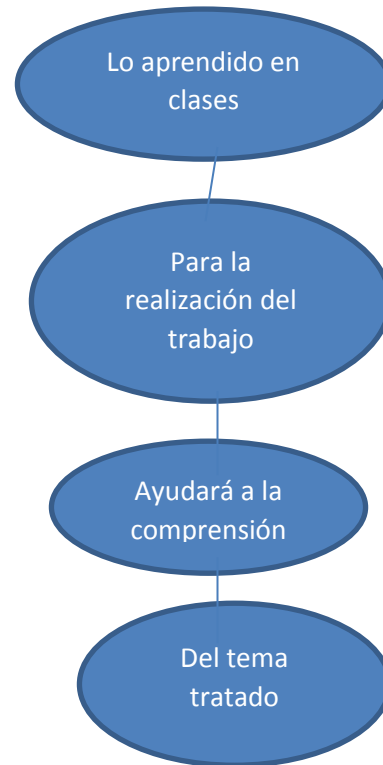 Lo aprendido en
clases
Para la
realización del
trabajo
Ayudará a la
comprensión
Del tema
tratado